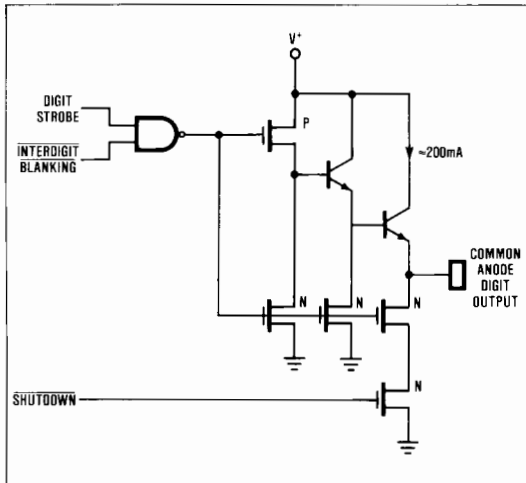 V⁺
DIGIT
STROBE
P
INTERDIGIT
BLANKING
≈200mA
COMMON
ANODE
DIGIT
OUTPUT
N
N
N
SHUTDOWN
N